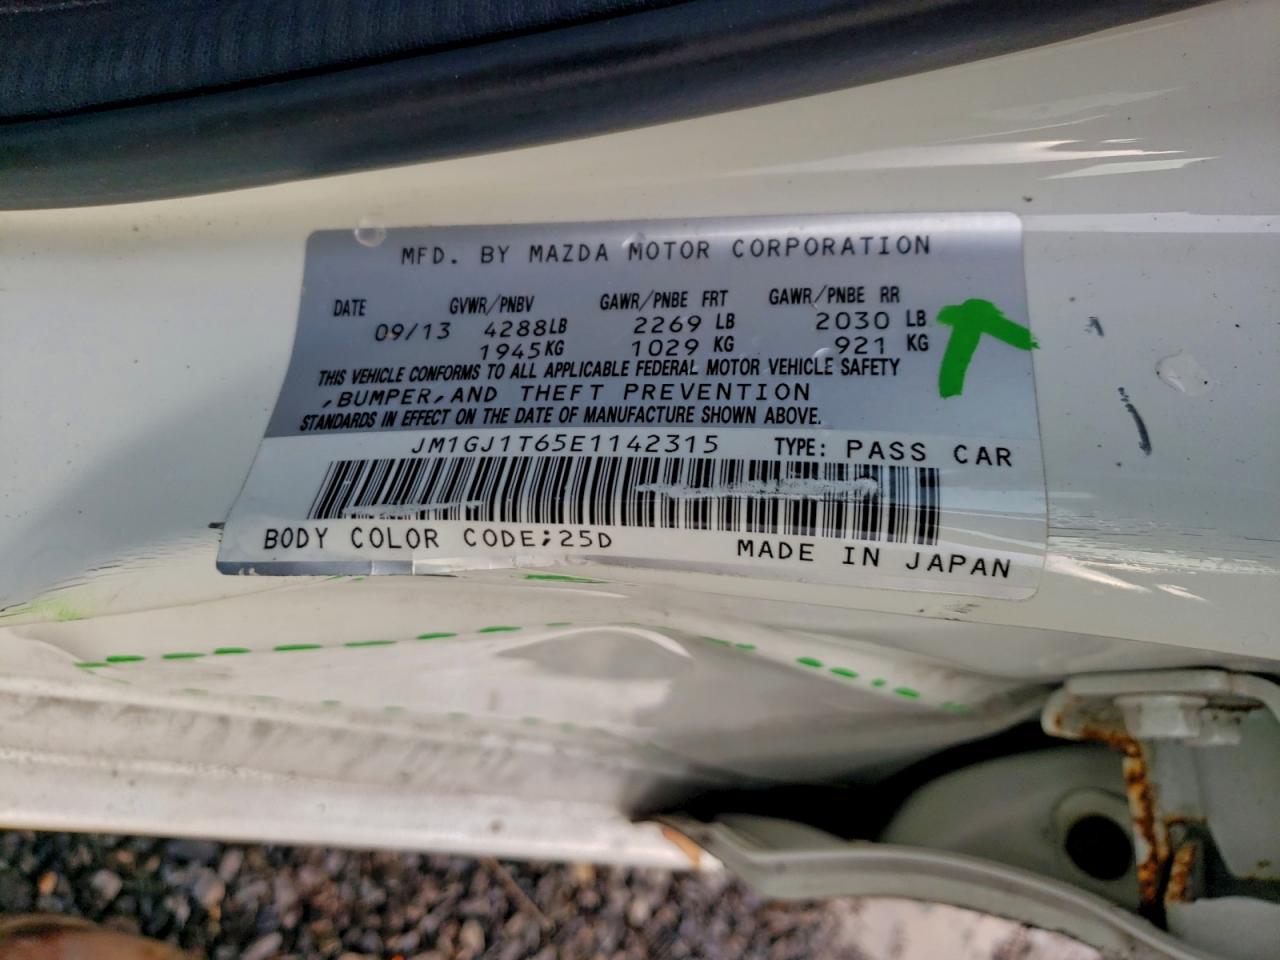 MFD. BY MAZDA MOTOR CORPORATION
DATE GVWR/PNBV GAWR/PNBE FRT GAWR/PNBE RR
09/13 4288LB 2269 LB 2030 LB
1945KG 1029 KG 921 KG
THIS VEHICLE CONFORMS TO ALL APPLICABLE FEDERAL MOTOR VEHICLE SAFETY
,BUMPER,AND THEFT PREVENTION
STANDARDS IN EFFECT ON THE DATE OF MANUFACTURE SHOWN ABOVE.
JM1GJ1T65E1142315 TYPE: PASS CAR
BODY COLOR CODE;25D MADE IN JAPAN